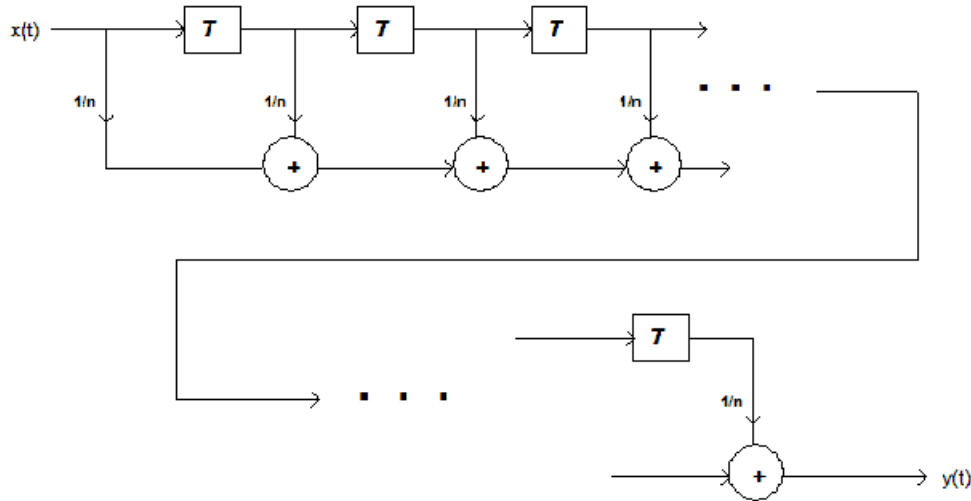 x(t) T T T
1/n 1/n 1/n 1/n
+ + +
T
1/n
+ y(t)